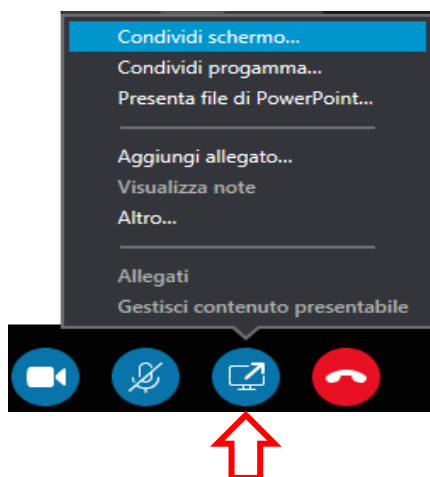 Condividi schermo...
Condividi progamma...
Presenta file di PowerPoint...
Aggiungi allegato...
Visualizza note
Altro...
Allegati
Gestisci contenuto presentabile